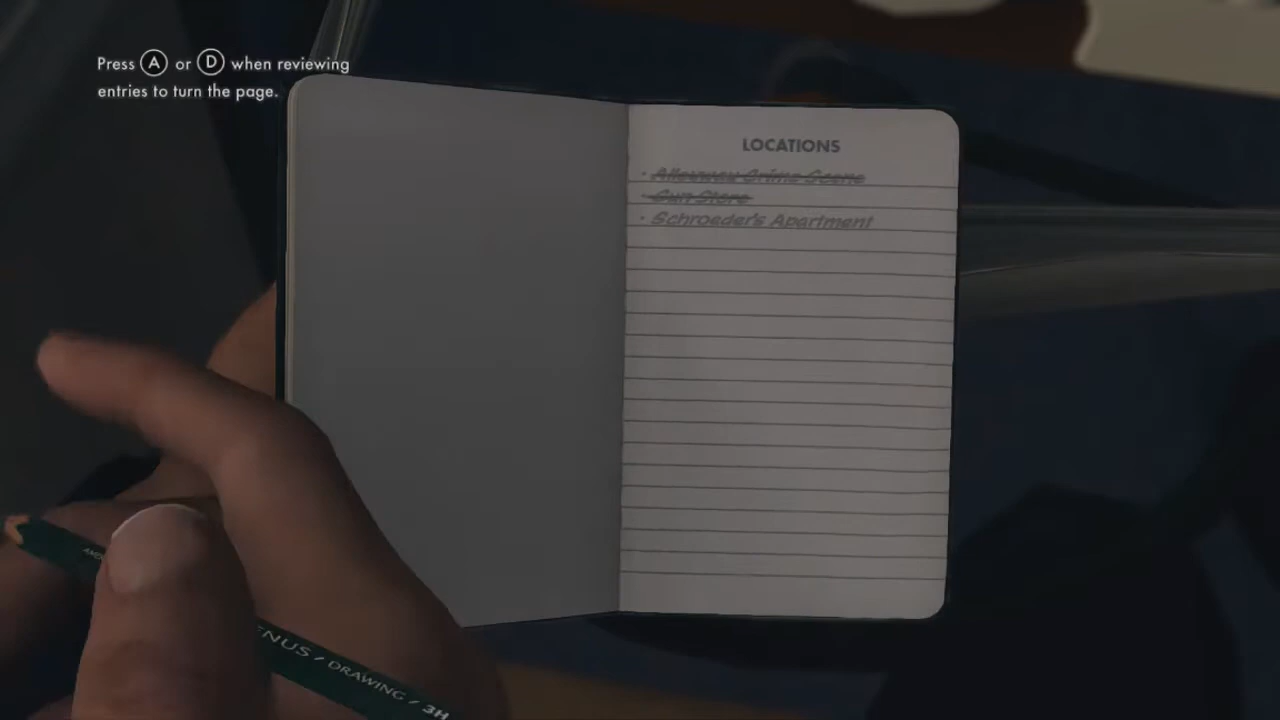 Press A or D when reviewing
entries to turn the page.
LOCATIONS
· Alleyway Crime Scene
· Gun Store
· Schroeder's Apartment
ENUS / DRAWING / 3H